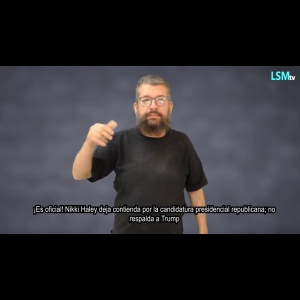 LSMtv
¡Es oficial! Nikki Haley deja contienda por la candidatura presidencial republicana; no
respalda a Trump